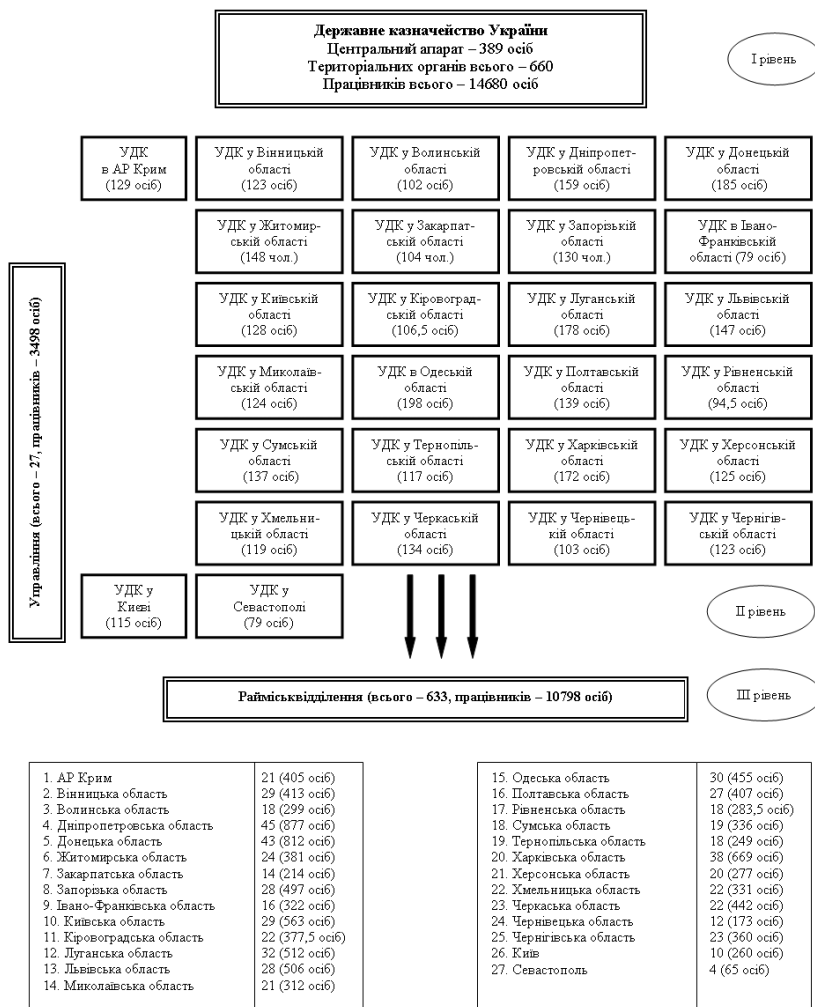 Державне казначейство України
Центральний апарат – 389 осіб
Територіальних органів всього – 660
Працівників всього – 14680 осіб
І рівень
УДК
в АР Крим
(129 осіб)
УДК у Вінницькій
області
(123 осіб)
УДК у Волинській
області
(102 осіб)
УДК у Дніпропет-
ровській області
(159 осіб)
УДК у Донецькій
області
(185 осіб)
УДК у Житомир-
ській області
(148 чол.)
УДК у Закарпат-
ській області
(104 чол.)
УДК у Запорізькій
області
(130 чол.)
УДК в Івано-
Франківській
області (79 осіб)
Управління (всього – 27, працівників – 3498 осіб)
УДК у Київській
області
(128 осіб)
УДК у Кіровоград-
ській області
(106,5 осіб)
УДК у Луганській
області
(178 осіб)
УДК у Львівській
області
(147 осіб)
УДК у Миколаїв-
ській області
(124 осіб)
УДК в Одеській
області
(198 осіб)
УДК у Полтавській
області
(139 осіб)
УДК у Рівненській
області
(94,5 осіб)
УДК у Сумській
області
(137 осіб)
УДК у Тернопіль-
ській області
(117 осіб)
УДК у Харківській
області
(172 осіб)
УДК у Херсонській
області
(125 осіб)
УДК у Хмельни-
цькій області
(119 осіб)
УДК у Черкаській
області
(134 осіб)
УДК у Чернівець-
кій області
(103 осіб)
УДК у Чернігів-
ській області
(123 осіб)
УДК у
Києві
(115 осіб)
УДК у
Севастополі
(79 осіб)
ІІ рівень
Райміськвідділення (всього – 633, працівників – 10798 осіб)
ІІІ рівень
1. АР Крим 21 (405 осіб)
2. Вінницька область 29 (413 осіб)
3. Волинська область 18 (299 осіб)
4. Дніпропетровська область 45 (877 осіб)
5. Донецька область 43 (812 осіб)
6. Житомирська область 24 (381 осіб)
7. Закарпатська область 14 (214 осіб)
8. Запорізька область 28 (497 осіб)
9. Івано-Франківська область 16 (322 осіб)
10. Київська область 29 (563 осіб)
11. Кіровоградська область 22 (377,5 осіб)
12. Луганська область 32 (512 осіб)
13. Львівська область 28 (506 осіб)
14. Миколаївська область 21 (312 осіб)
15. Одеська область 30 (455 осіб)
16. Полтавська область 27 (407 осіб)
17. Рівненська область 18 (283,5 осіб)
18. Сумська область 19 (336 осіб)
19. Тернопільська область 18 (249 осіб)
20. Харківська область 38 (669 осіб)
21. Херсонська область 20 (277 осіб)
22. Хмельницька область 22 (331 осіб)
23. Черкаська область 22 (442 осіб)
24. Чернівецька область 12 (173 осіб)
25. Чернігівська область 23 (360 осіб)
26. Київ 10 (260 осіб)
27. Севастополь 4 (65 осіб)